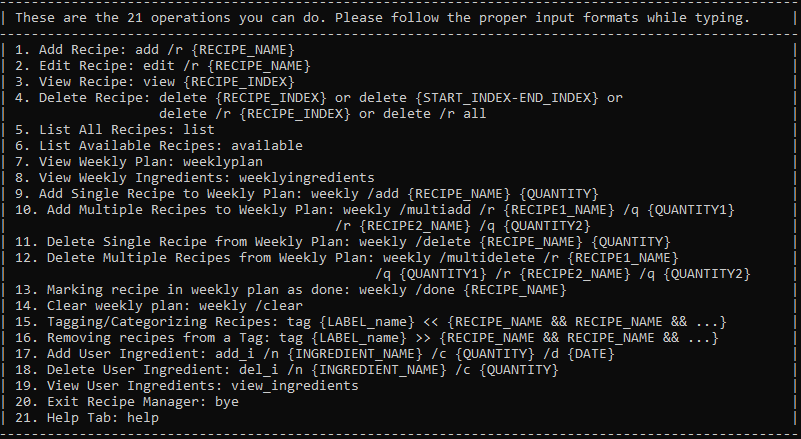 These are the 21 operations you can do. Please follow the proper input formats while typing.
1. Add Recipe: add /r {RECIPE_NAME}
2. Edit Recipe: edit /r {RECIPE_NAME}
3. View Recipe: view {RECIPE_INDEX}
4. Delete Recipe: delete {RECIPE_INDEX} or delete {START_INDEX-END_INDEX} or
delete /r {RECIPE_INDEX} or delete /r all
5. List All Recipes: list
6. List Available Recipes: available
7. View Weekly Plan: weeklyplan
8. View Weekly Ingredients: weeklyingredients
9. Add Single Recipe to Weekly Plan: weekly /add {RECIPE_NAME} {QUANTITY}
10. Add Multiple Recipes to Weekly Plan: weekly /multiadd /r {RECIPE1_NAME} /q {QUANTITY1}
/r {RECIPE2_NAME} /q {QUANTITY2}
11. Delete Single Recipe from Weekly Plan: weekly /delete {RECIPE_NAME} {QUANTITY}
12. Delete Multiple Recipes from Weekly Plan: weekly /multidelete /r {RECIPE1_NAME}
/q {QUANTITY1} /r {RECIPE2_NAME} /q {QUANTITY2}
13. Marking recipe in weekly plan as done: weekly /done {RECIPE_NAME}
14. Clear weekly plan: weekly /clear
15. Tagging/Categorizing Recipes: tag {LABEL_name} << {RECIPE_NAME && RECIPE_NAME && ...}
16. Removing recipes from a Tag: tag {LABEL_name} >> {RECIPE_NAME && RECIPE_NAME && ...}
17. Add User Ingredient: add_i /n {INGREDIENT_NAME} /c {QUANTITY} /d {DATE}
18. Delete User Ingredient: del_i /n {INGREDIENT_NAME} /c {QUANTITY}
19. View User Ingredients: view_ingredients
20. Exit Recipe Manager: bye
21. Help Tab: help